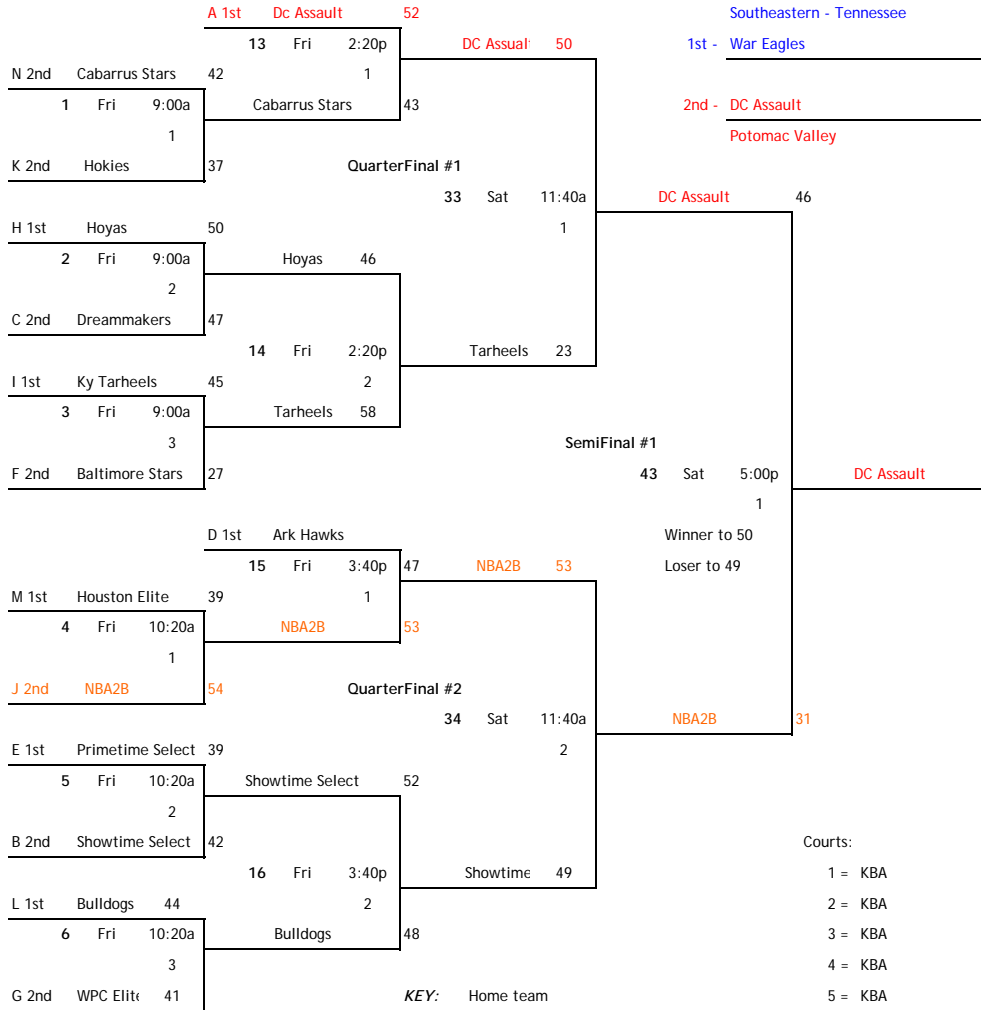 A 1st Dc Assault 52 Southeastern - Tennessee
13 Fri 2:20p DC Assual 50 1st - War Eagles
N 2nd Cabarrus Stars 42 1
1 Fri 9:00a Cabarrus Stars 43 2nd - DC Assault
1 Potomac Valley
K 2nd Hokies 37 QuarterFinal #1
33 Sat 11:40a DC Assault 46
H 1st Hoyas 50 1
2 Fri 9:00a Hoyas 46
2
C 2nd Dreammakers 47
14 Fri 2:20p Tarheels 23
I 1st Ky Tarheels 45 2
3 Fri 9:00a Tarheels 58
3 SemiFinal #1
F 2nd Baltimore Stars 27 43 Sat 5:00p DC Assault
1
D 1st Ark Hawks Winner to 50
15 Fri 3:40p 47 NBA2B 53 Loser to 49
M 1st Houston Elite 39 1
4 Fri 10:20a NBA2B 53
1
J 2nd NBA2B 54 QuarterFinal #2
34 Sat 11:40a NBA2B 31
E 1st Primetime Select 39 2
5 Fri 10:20a Showtime Select 52
2
B 2nd Showtime Select 42 Courts:
16 Fri 3:40p Showtime 49 1 = KBA
L 1st Bulldogs 44 2 2 = KBA
6 Fri 10:20a Bulldogs 48 3 = KBA
3 4 = KBA
G 2nd WPC Elite 41 KEY: Home team 5 = KBA